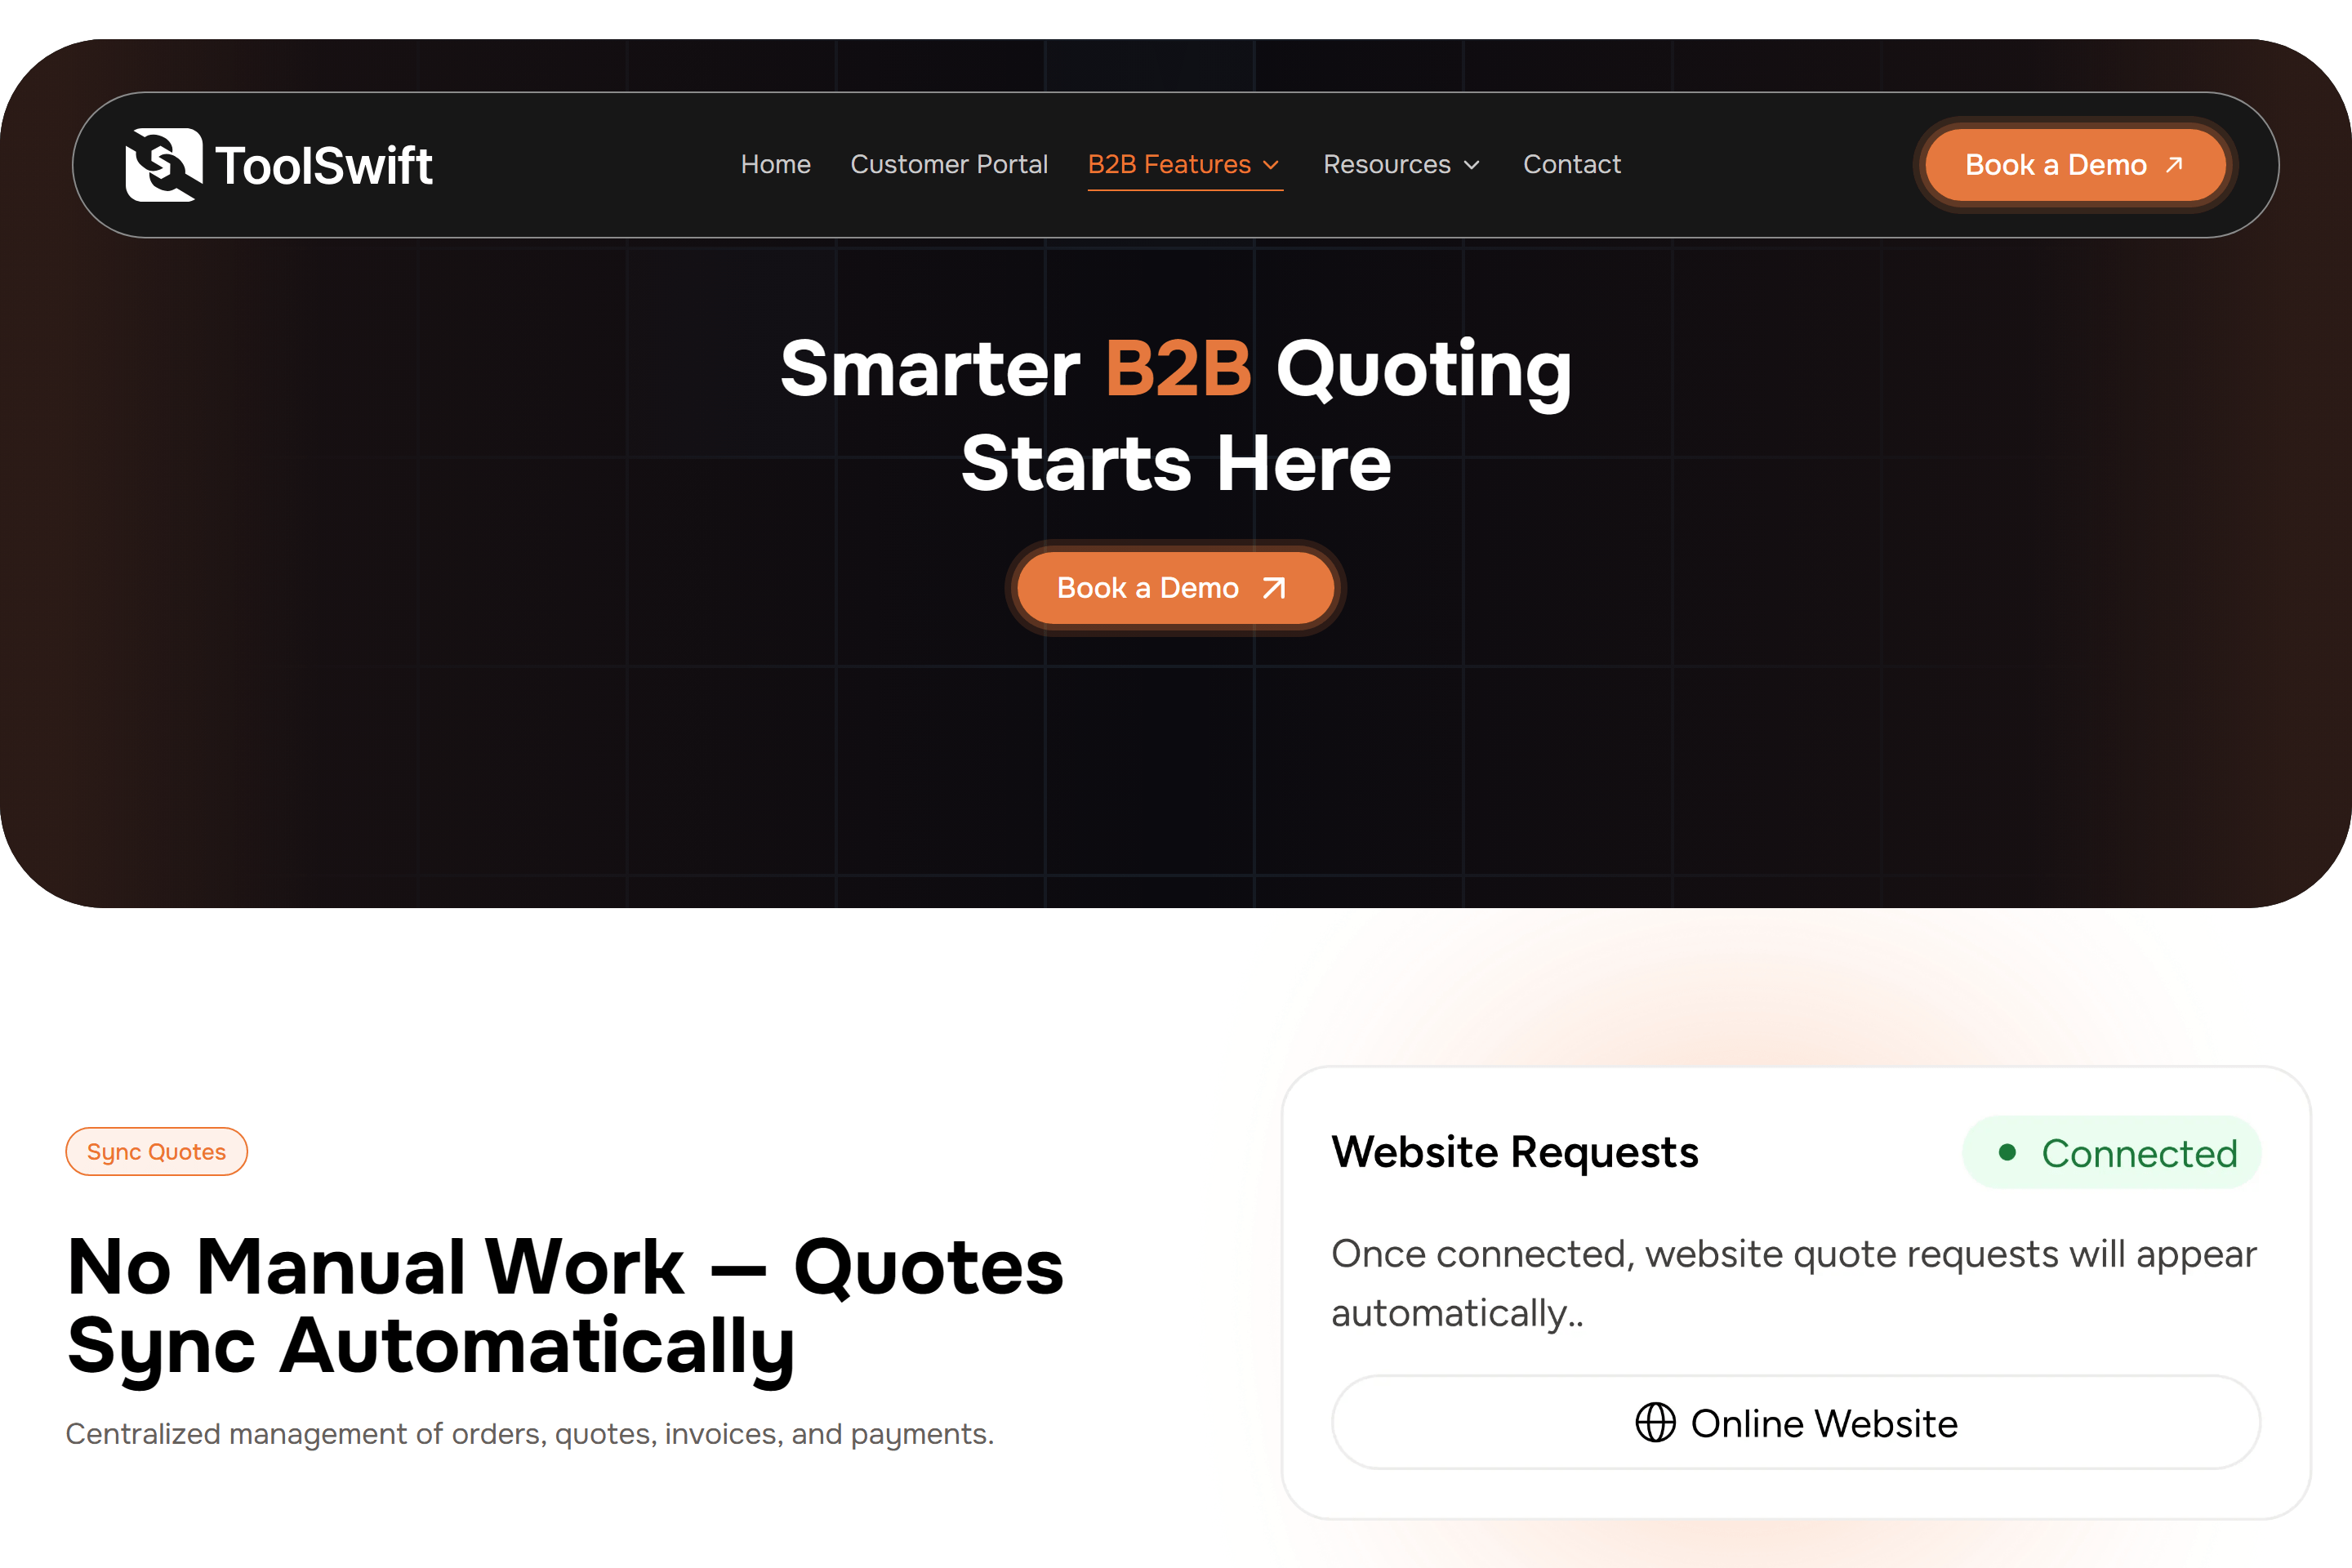 ToolSwift
Home Customer Portal B2B Features Resources Contact
Book a Demo
Smarter B2B Quoting
Starts Here
Book a Demo
Sync Quotes
No Manual Work — Quotes
Sync Automatically
Centralized management of orders, quotes, invoices, and payments.
Website Requests
Connected
Once connected, website quote requests will appear
automatically..
Online Website